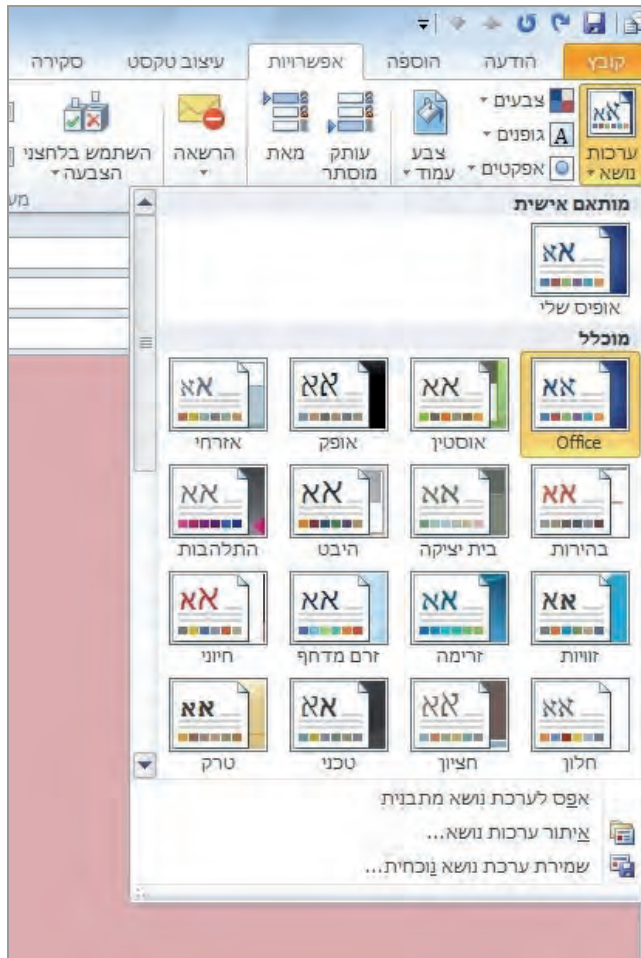 קובץ הודעה הוספה אפשרויות עיצוב טקסט סקירה
ערכות נושא
צבעים
גופנים
אפקטים
צבע עמוד
עותק מוסתר
מאת
הרשאה
השתמש בלחצני הצבעה
מותאם אישית
אופיס שלי
מוכלל
Office אוסטין אופק אזרחי
בהירות בית יציקה היבט התלהבות
זוויות זרימה זרם מדחף חיוני
חלון חציון טכני טרק
אפס לערכת נושא מתבנית
איתור ערכות נושא...
שמירת ערכת נושא נוכחית...